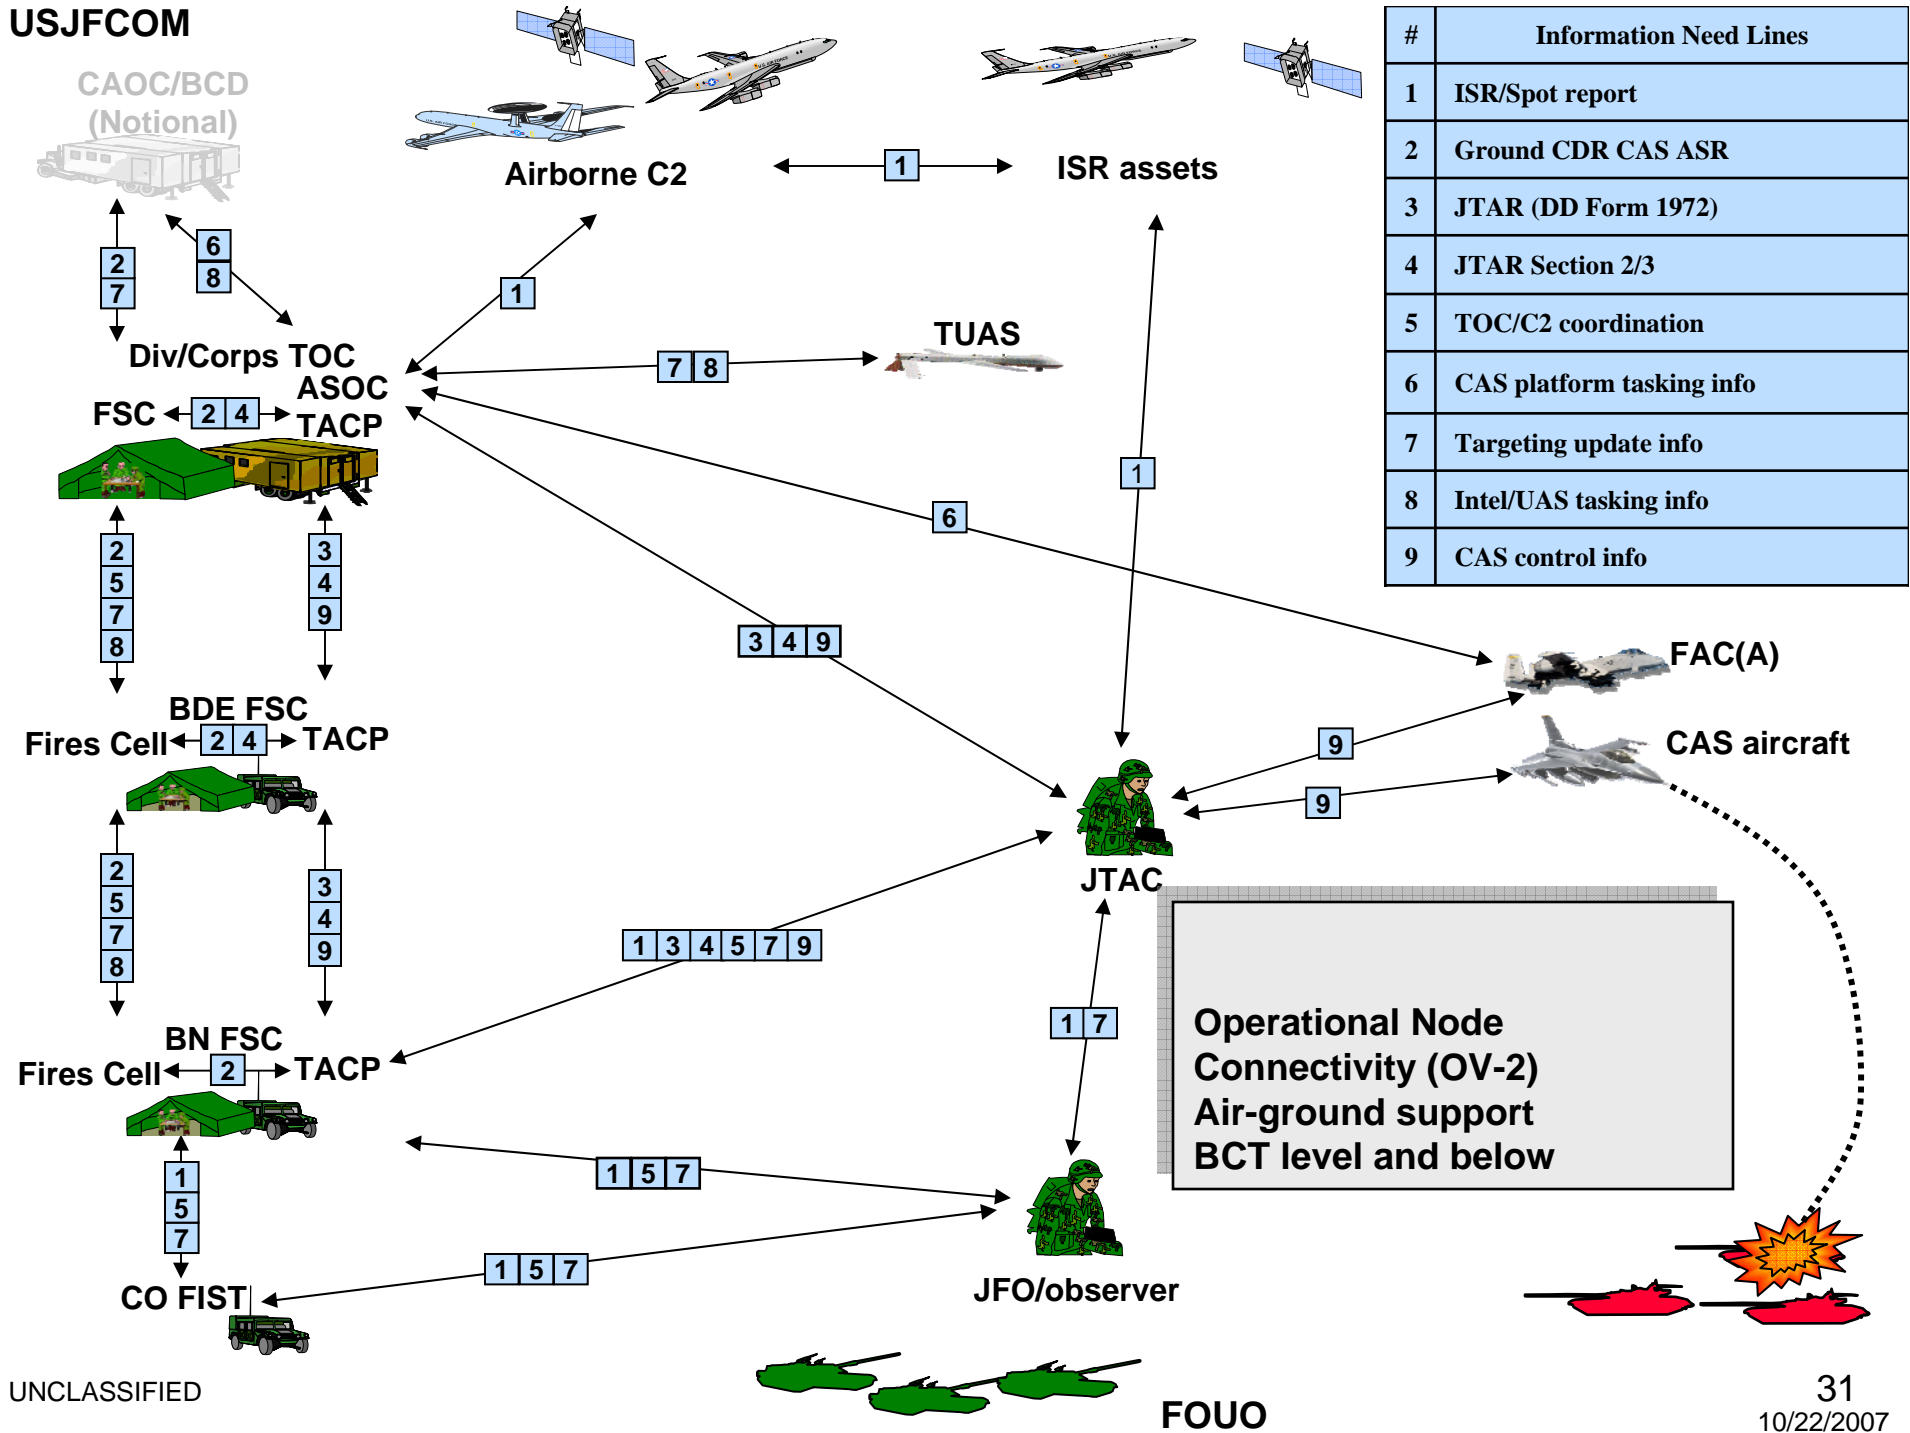 USJFCOM
CAOC/BCD
(Notional)
Airborne C2
1
ISR assets
# Information Need Lines
1 ISR/Spot report
2 Ground CDR CAS ASR
3 JTAR (DD Form 1972)
4 JTAR Section 2/3
5 TOC/C2 coordination
6 CAS platform tasking info
7 Targeting update info
8 Intel/UAS tasking info
9 CAS control info
2
7
6
8
1
Div/Corps TOC
ASOC
FSC
2 4
TACP
7 8
TUAS
1
6
2
5
7
8
3
4
9
3 4 9
FAC(A)
BDE FSC
Fires Cell
2 4
TACP
9
CAS aircraft
9
2
5
7
8
3
4
9
JTAC
1 3 4 5 7 9
1 7
Operational Node
Connectivity (OV-2)
Air-ground support
BCT level and below
BN FSC
Fires Cell
2
TACP
1
5
7
1 5 7
1 5 7
CO FIST
JFO/observer
UNCLASSIFIED
FOUO
31
10/22/2007